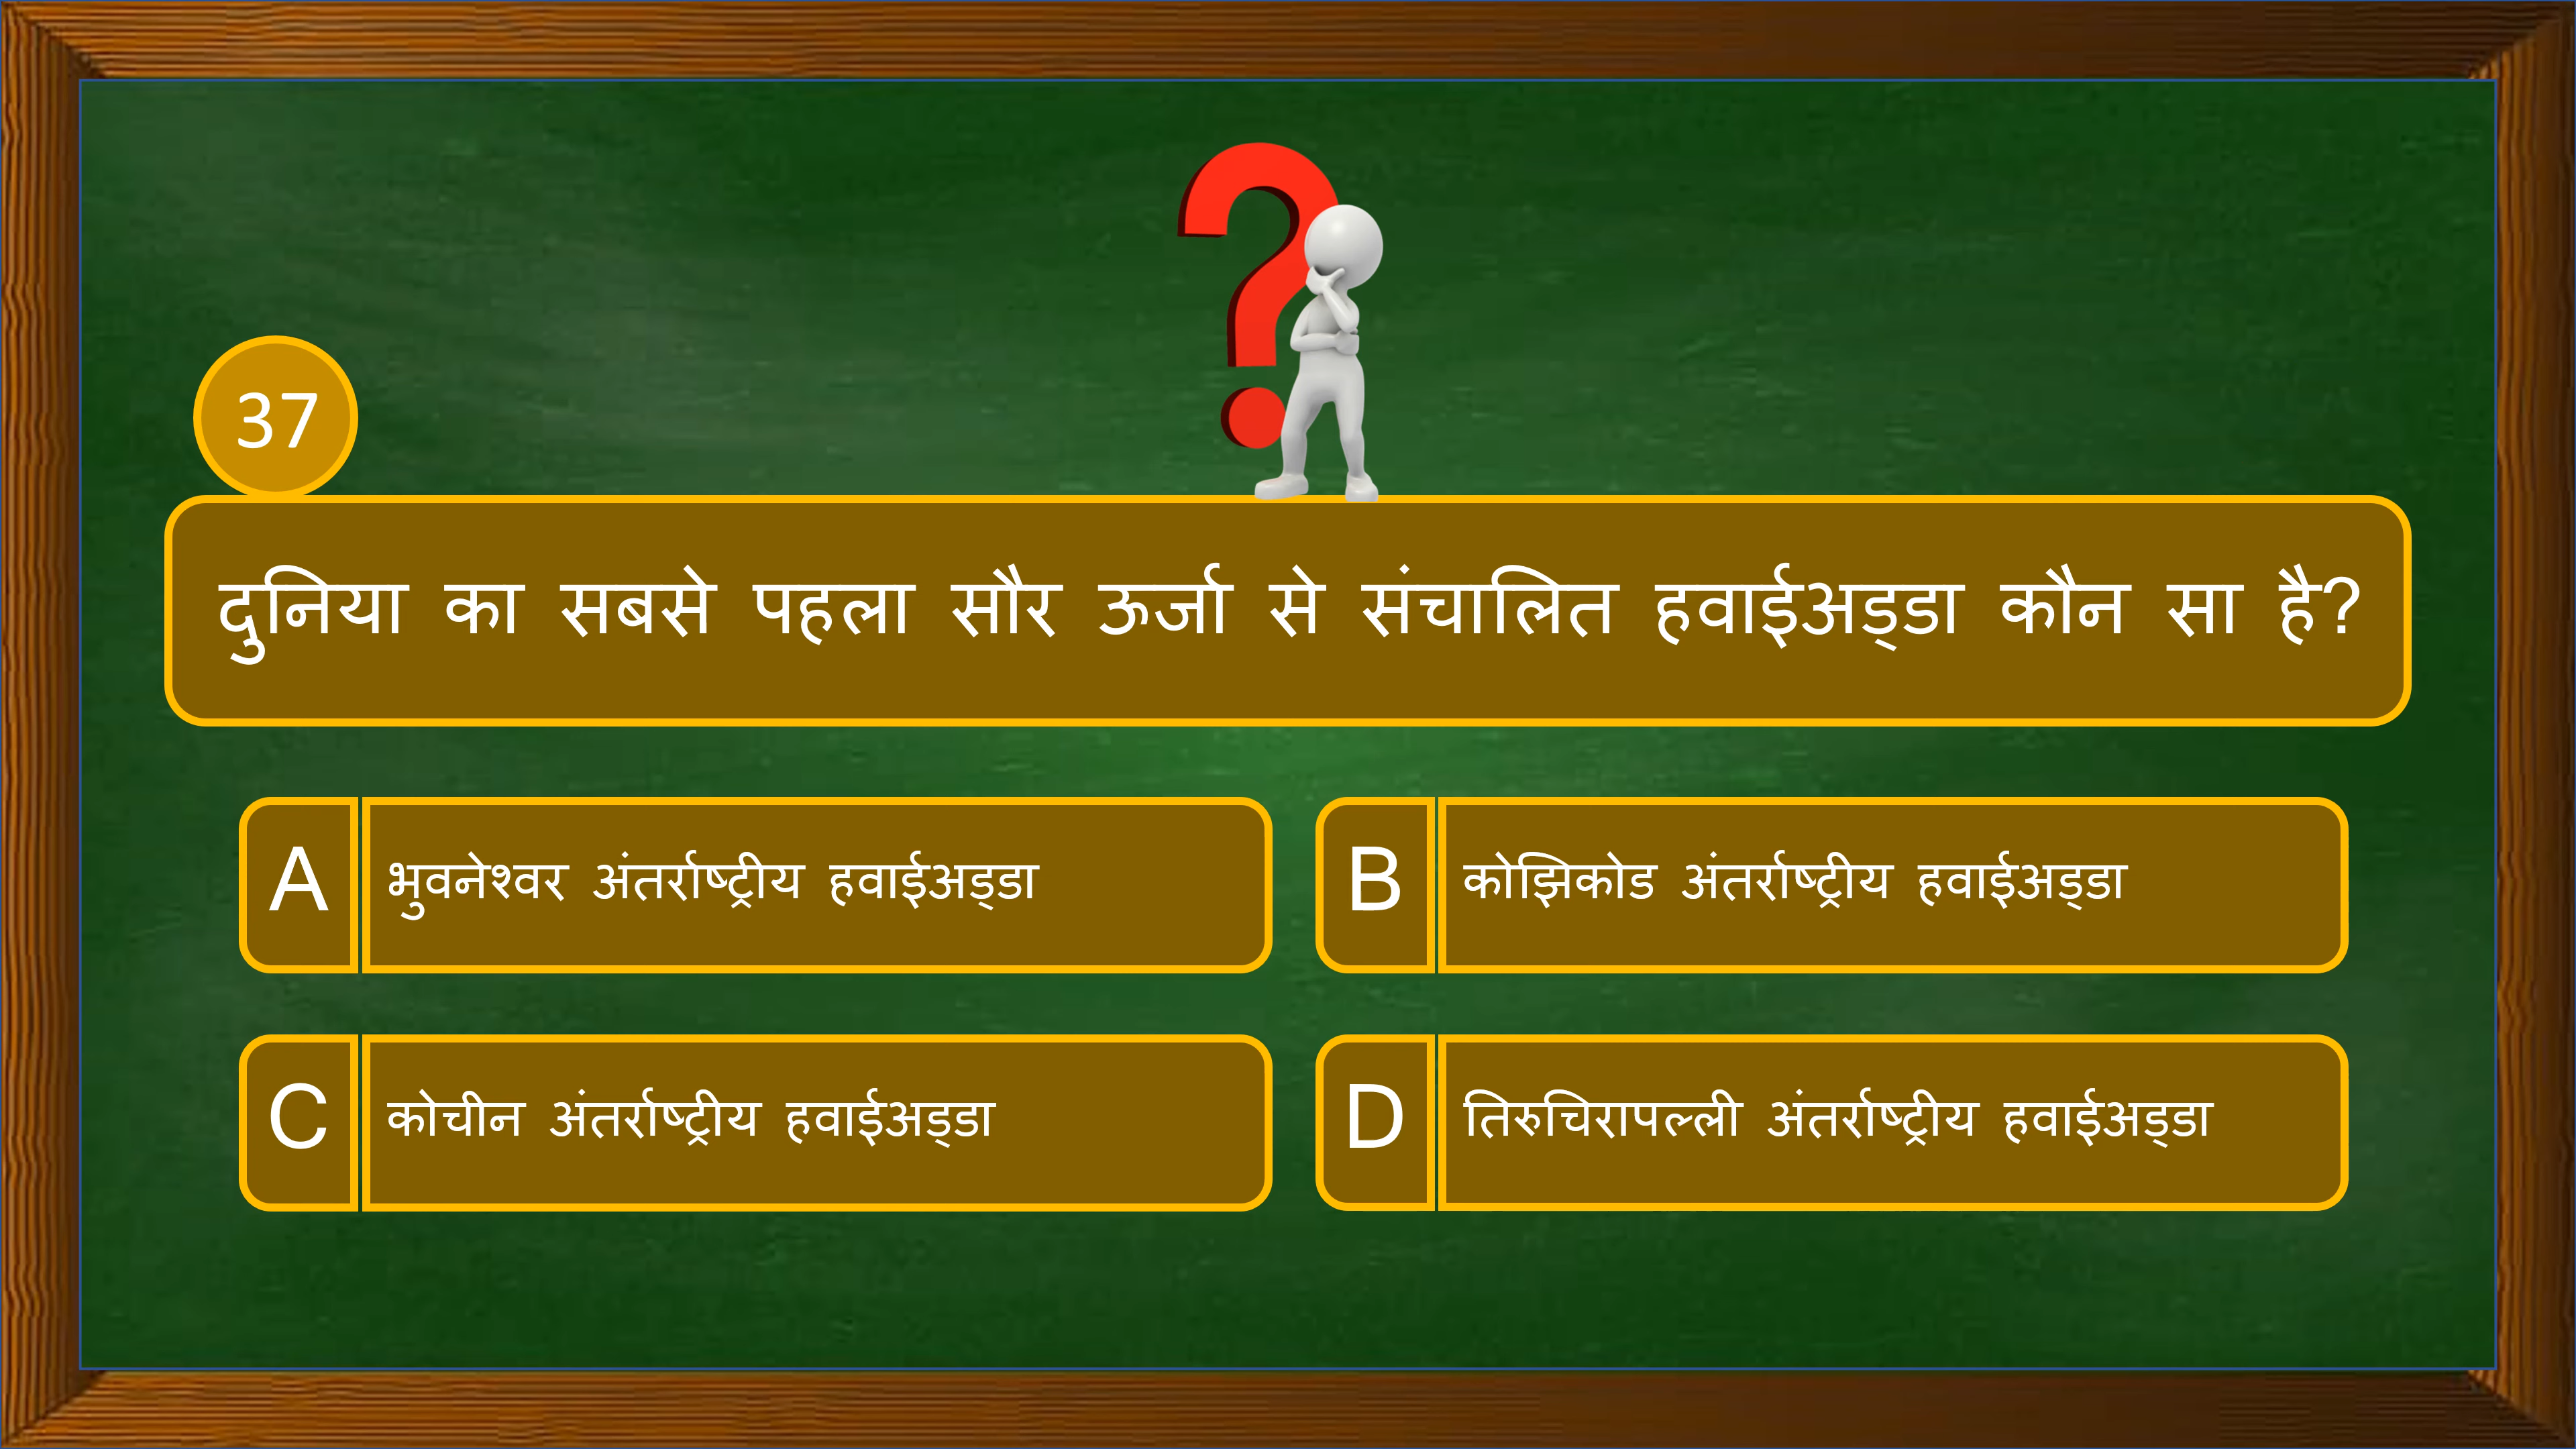 37
दुनिया का सबसे पहला सौर ऊर्जा से संचालित हवाईअड्डा कौन सा है?
A भुवनेश्वर अंतर्राष्ट्रीय हवाईअड्डा
B कोझिकोड अंतर्राष्ट्रीय हवाईअड्डा
C कोचीन अंतर्राष्ट्रीय हवाईअड्डा
D तिरुचिरापल्ली अंतर्राष्ट्रीय हवाईअड्डा